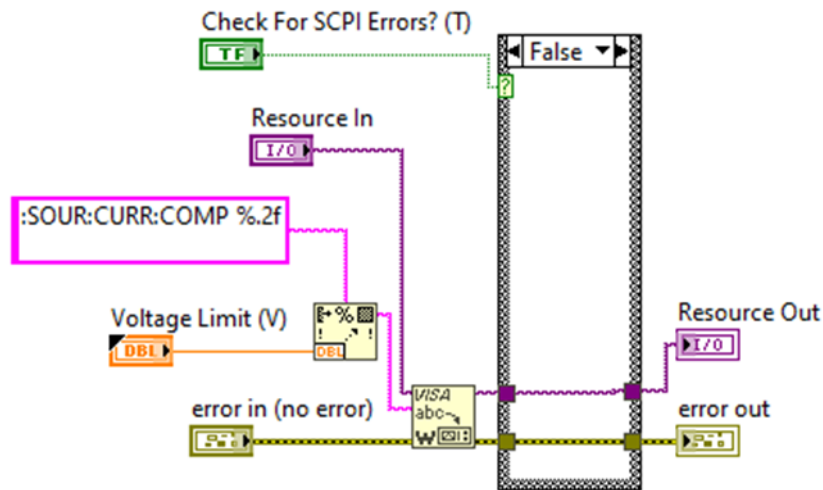 Check For SCPI Errors? (T)
TF
False
?
Resource In
I/O
:SOUR:CURR:COMP %.2f
Voltage Limit (V)
DBL
%
DBL
Resource Out
I/O
VISA
abc
W
error in (no error)
error out